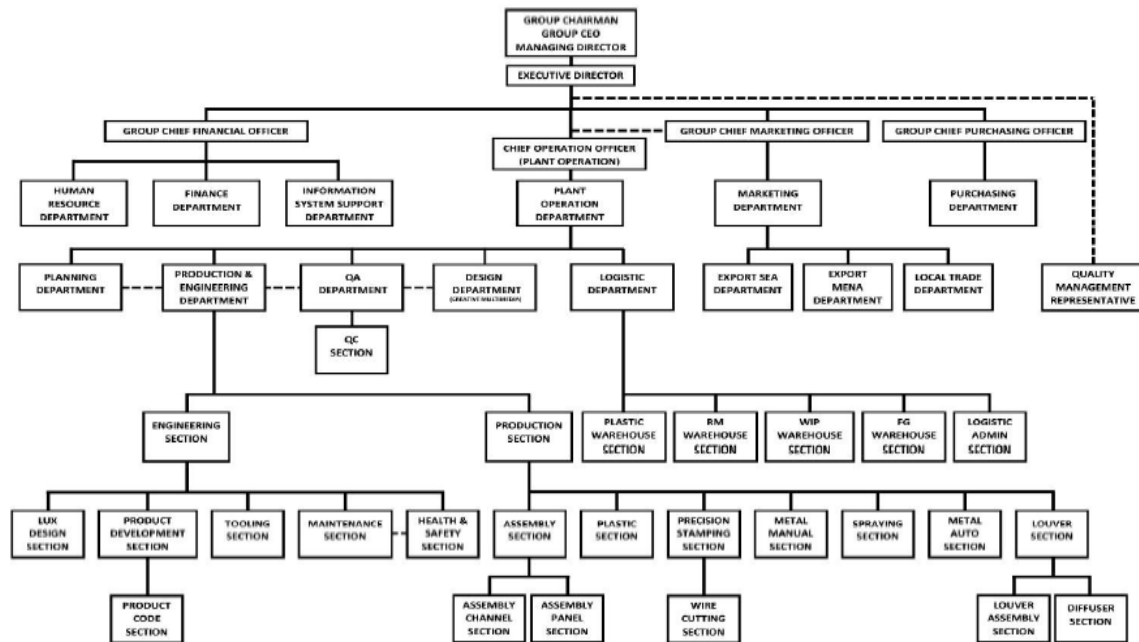 GROUP CHAIRMAN
GROUP CEO
MANAGING DIRECTOR
EXECUTIVE DIRECTOR
GROUP CHIEF FINANCIAL OFFICER
CHIEF OPERATION OFFICER
(PLANT OPERATION)
GROUP CHIEF MARKETING OFFICER
GROUP CHIEF PURCHASING OFFICER
HUMAN
RESOURCE
DEPARTMENT
FINANCE
DEPARTMENT
INFORMATION
SYSTEM SUPPORT
DEPARTMENT
PLANT
OPERATION
DEPARTMENT
MARKETING
DEPARTMENT
PURCHASING
DEPARTMENT
PLANNING
DEPARTMENT
PRODUCTION &
ENGINEERING
DEPARTMENT
QA
DEPARTMENT
DESIGN
DEPARTMENT
(CREATIVE MULTIMEDIA)
LOGISTIC
DEPARTMENT
EXPORT SEA
DEPARTMENT
EXPORT
MENA
DEPARTMENT
LOCAL TRADE
DEPARTMENT
QUALITY
MANAGEMENT
REPRESENTATIVE
QC
SECTION
ENGINEERING
SECTION
PRODUCTION
SECTION
PLASTIC
WAREHOUSE
SECTION
RM
WAREHOUSE
SECTION
WIP
WAREHOUSE
SECTION
FG
WAREHOUSE
SECTION
LOGISTIC
ADMIN
SECTION
LUX
DESIGN
SECTION
PRODUCT
DEVELOPMENT
SECTION
TOOLING
SECTION
MAINTENANCE
SECTION
HEALTH &
SAFETY
SECTION
ASSEMBLY
SECTION
PLASTIC
SECTION
PRECISION
STAMPING
SECTION
METAL
MANUAL
SECTION
SPRAYING
SECTION
METAL
AUTO
SECTION
LOUVER
SECTION
PRODUCT
CODE
SECTION
ASSEMBLY
CHANNEL
SECTION
ASSEMBLY
PANEL
SECTION
WIRE
CUTTING
SECTION
LOUVER
ASSEMBLY
SECTION
DIFFUSER
SECTION